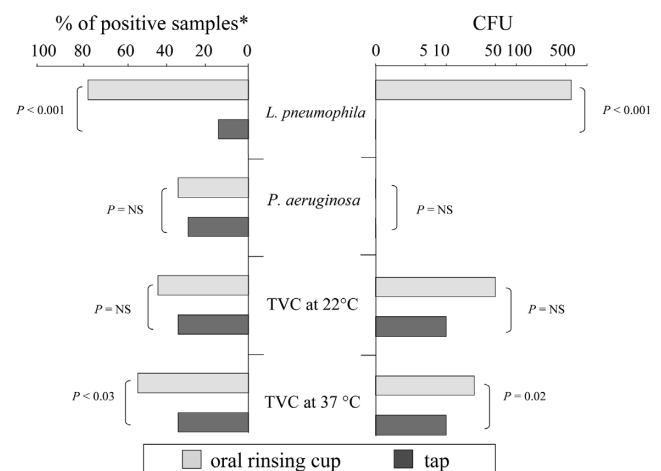 % of positive samples* CFU
100 80 60 40 20 0 0 5 10 50 100 500
L. pneumophila
P < 0.001 P < 0.001
P. aeruginosa
P = NS P = NS
TVC at 22°C
P = NS P = NS
TVC at 37 °C
P < 0.03 P = 0.02
oral rinsing cup tap